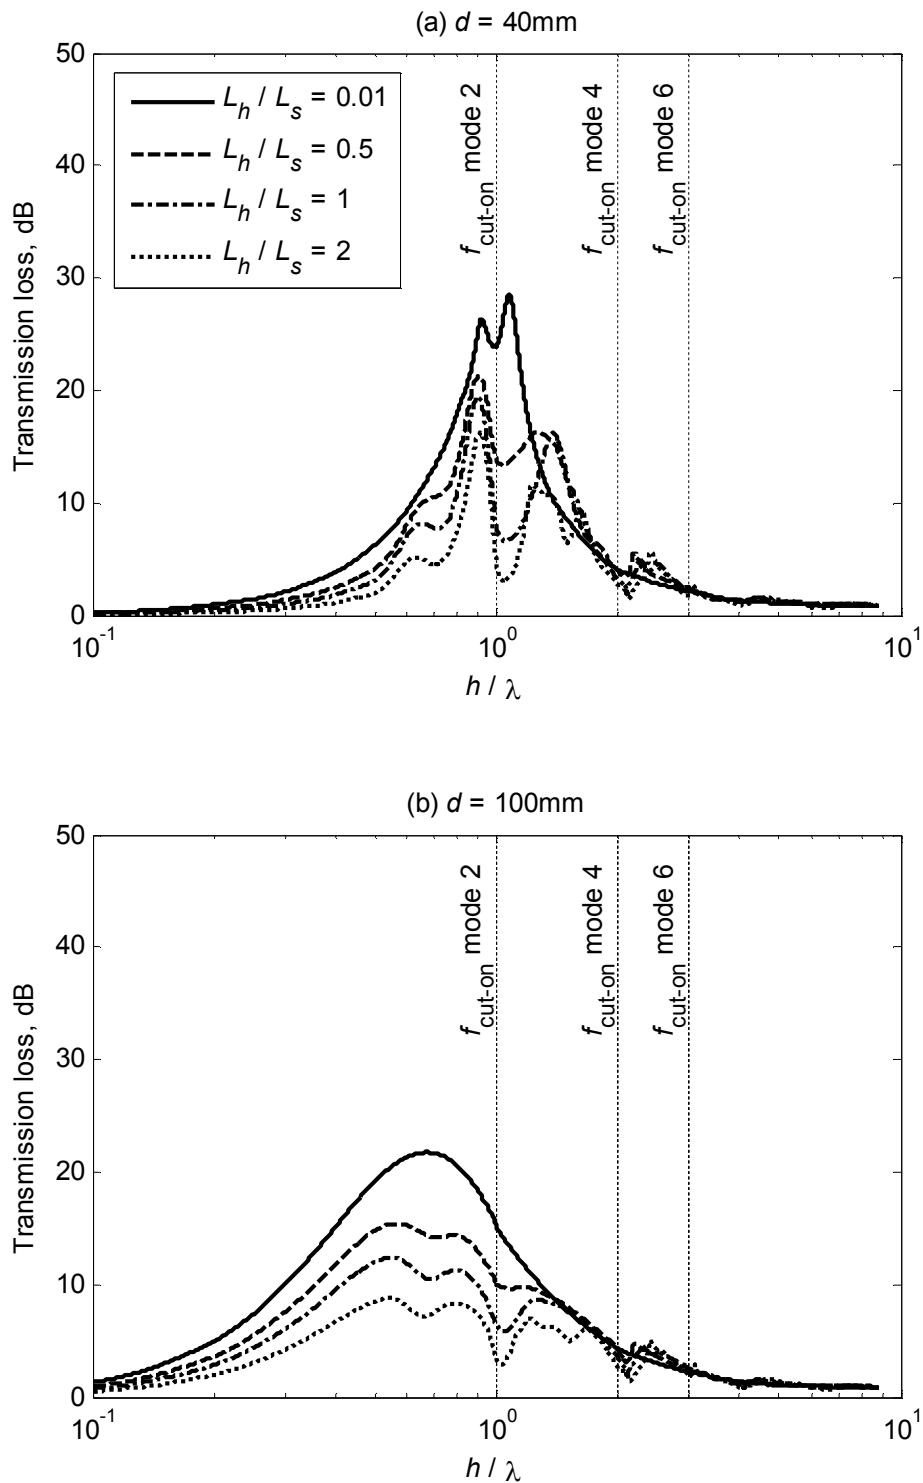 (a) d = 40mm
50
40
30
20
10
0
Transmission loss, dB
L_h / L_s = 0.01
L_h / L_s = 0.5
L_h / L_s = 1
L_h / L_s = 2
f_cut-on mode 2
f_cut-on mode 4
f_cut-on mode 6
10^-1
10^0
10^1
h / λ
(b) d = 100mm
50
40
30
20
10
0
Transmission loss, dB
f_cut-on mode 2
f_cut-on mode 4
f_cut-on mode 6
10^-1
10^0
10^1
h / λ